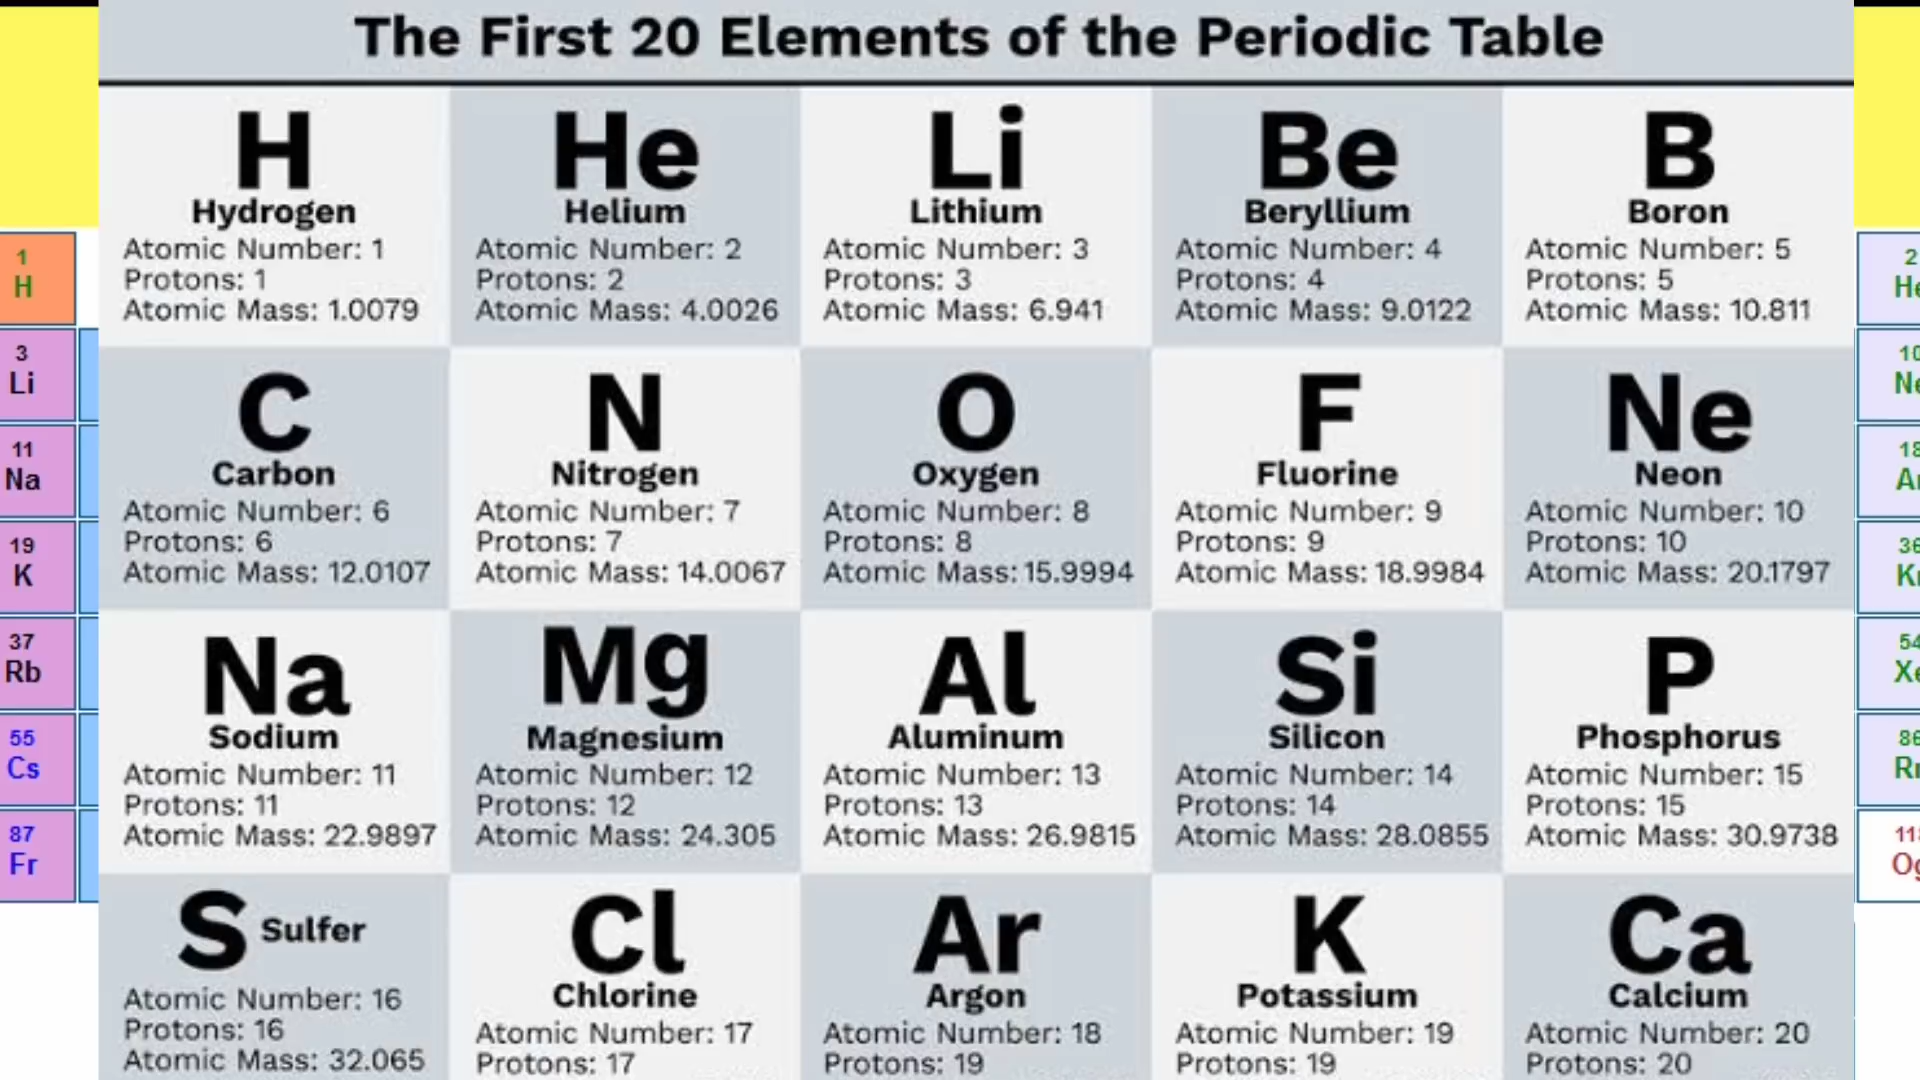 The First 20 Elements of the Periodic Table
H
Hydrogen
Atomic Number: 1
Protons: 1
Atomic Mass: 1.0079
He
Helium
Atomic Number: 2
Protons: 2
Atomic Mass: 4.0026
Li
Lithium
Atomic Number: 3
Protons: 3
Atomic Mass: 6.941
Be
Beryllium
Atomic Number: 4
Protons: 4
Atomic Mass: 9.0122
B
Boron
Atomic Number: 5
Protons: 5
Atomic Mass: 10.811
C
Carbon
Atomic Number: 6
Protons: 6
Atomic Mass: 12.0107
N
Nitrogen
Atomic Number: 7
Protons: 7
Atomic Mass: 14.0067
O
Oxygen
Atomic Number: 8
Protons: 8
Atomic Mass: 15.9994
F
Fluorine
Atomic Number: 9
Protons: 9
Atomic Mass: 18.9984
Ne
Neon
Atomic Number: 10
Protons: 10
Atomic Mass: 20.1797
Na
Sodium
Atomic Number: 11
Protons: 11
Atomic Mass: 22.9897
Mg
Magnesium
Atomic Number: 12
Protons: 12
Atomic Mass: 24.305
Al
Aluminum
Atomic Number: 13
Protons: 13
Atomic Mass: 26.9815
Si
Silicon
Atomic Number: 14
Protons: 14
Atomic Mass: 28.0855
P
Phosphorus
Atomic Number: 15
Protons: 15
Atomic Mass: 30.9738
S Sulfer
Atomic Number: 16
Protons: 16
Atomic Mass: 32.065
Cl
Chlorine
Atomic Number: 17
Protons: 17
Ar
Argon
Atomic Number: 18
Protons: 19
K
Potassium
Atomic Number: 19
Protons: 19
Ca
Calcium
Atomic Number: 20
Protons: 20
1
H
3
Li
11
Na
19
K
37
Rb
55
Cs
87
Fr
2
He
10
Ne